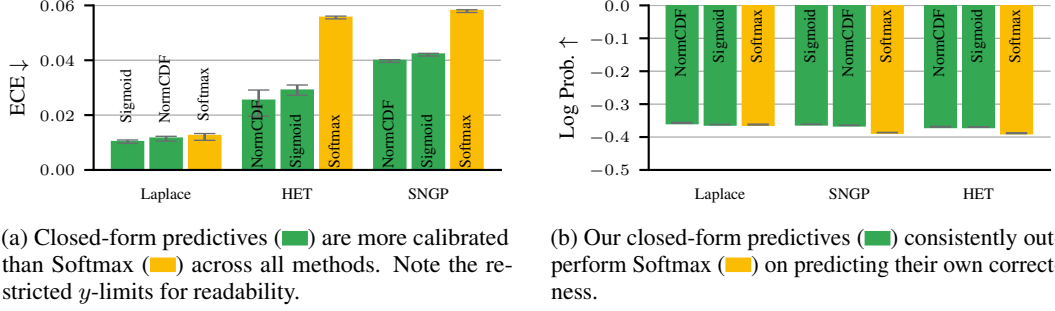 0.06
0.04
0.02
0.00
ECE ↓
Sigmoid
NormCDF
Softmax
NormCDF
Sigmoid
Softmax
NormCDF
Sigmoid
Softmax
Laplace
HET
SNGP
0.0
−0.1
−0.2
−0.3
−0.4
−0.5
Log Prob. ↑
NormCDF
Sigmoid
Softmax
Sigmoid
NormCDF
Softmax
NormCDF
Sigmoid
Softmax
Laplace
SNGP
HET
(a) Closed-form predictives ( ) are more calibrated
than Softmax ( ) across all methods. Note the re-
stricted y-limits for readability.
(b) Our closed-form predictives ( ) consistently out
perform Softmax ( ) on predicting their own correct
ness.